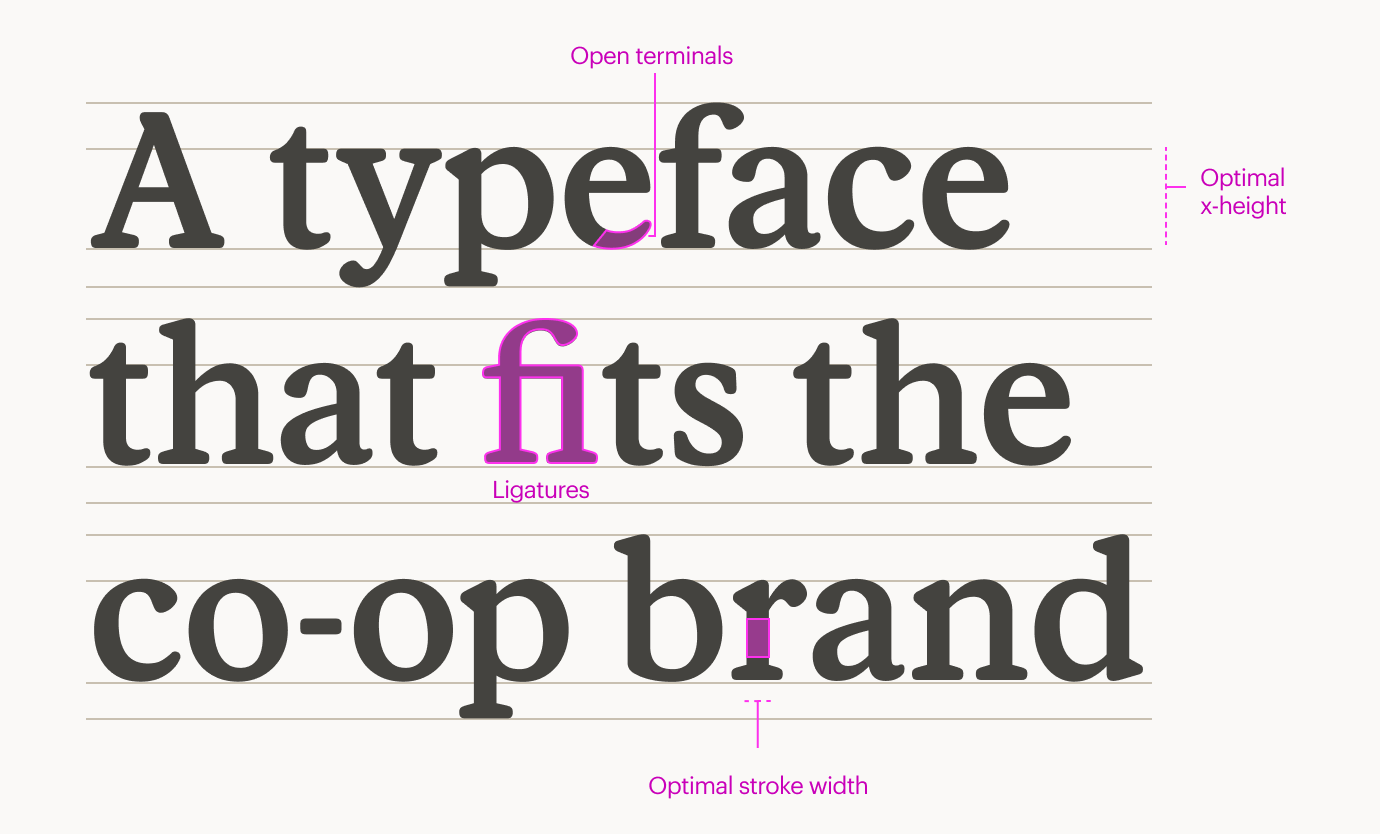 Open terminals
A typeface
Optimal
x-height
that fits the
Ligatures
co-op brand
Optimal stroke width